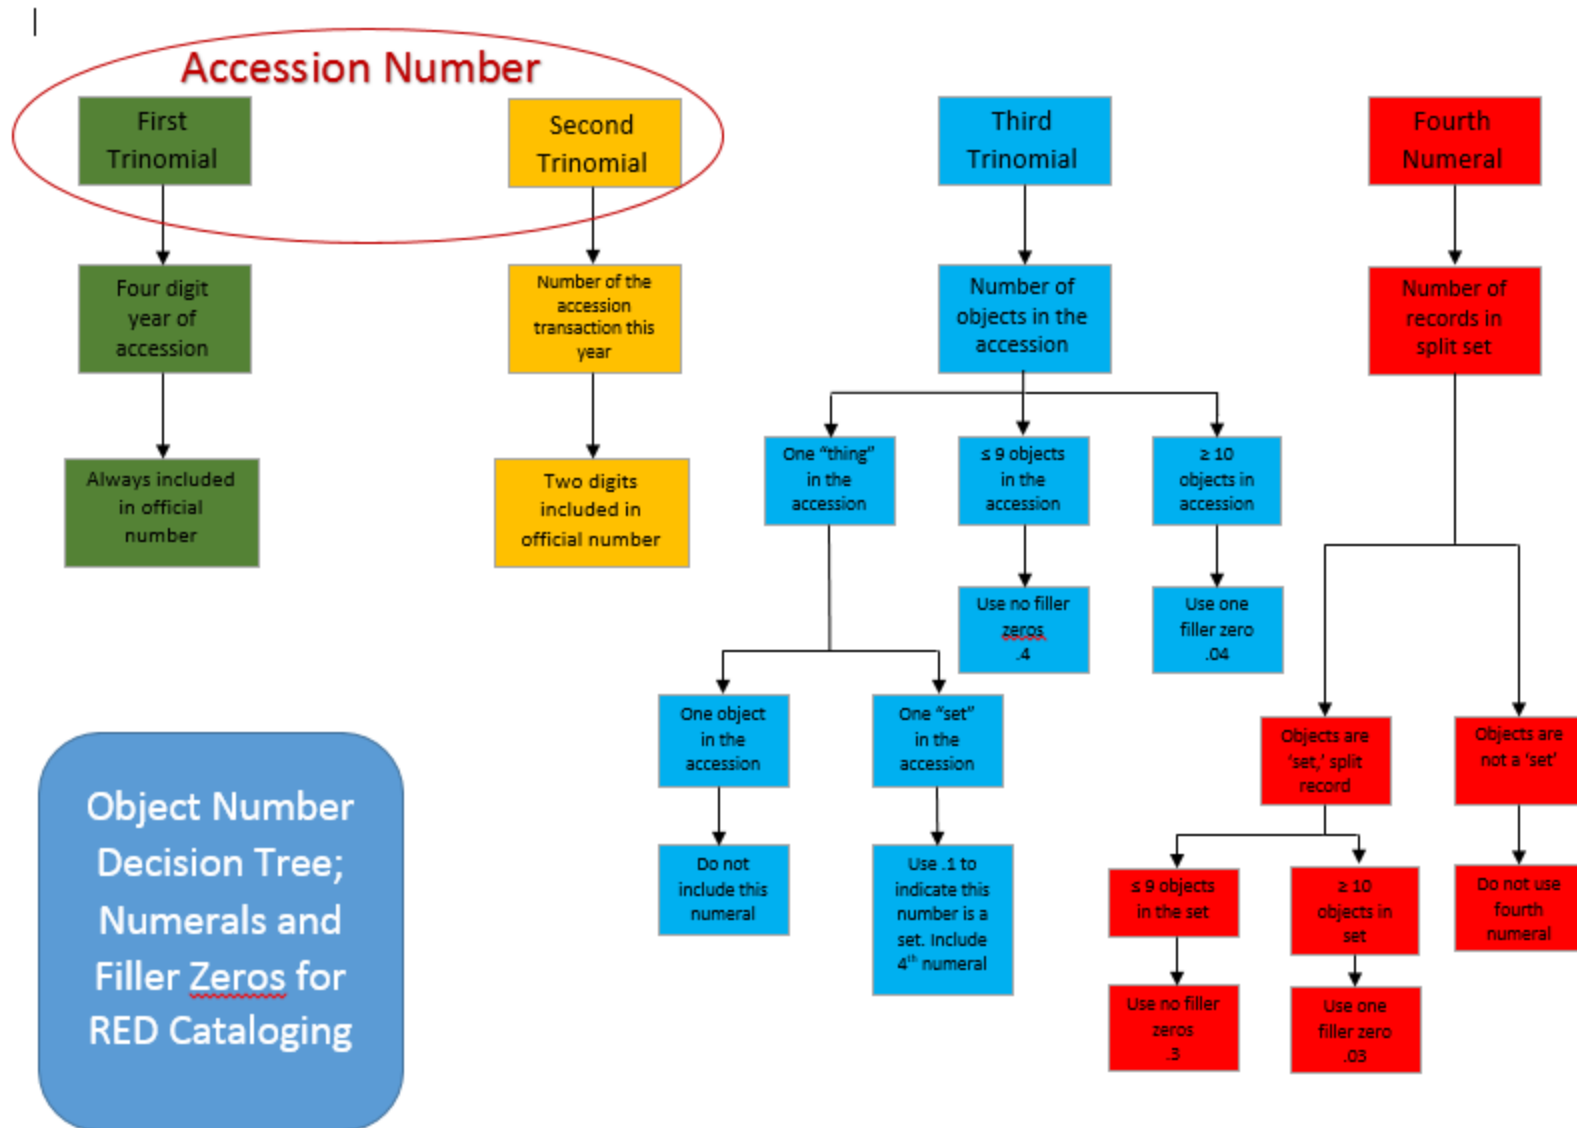 Accession Number
First
Trinomial
Second
Trinomial
Third
Trinomial
Fourth
Numeral
Four digit
year of
accession
Number of the
accession
transaction this
year
Number of
objects in the
accession
Number of
records in
split set
Always included
in official
number
Two digits
included in
official number
One “thing”
in the
accession
≤ 9 objects
in the
accession
≥ 10
objects in
accession
Use no filler
zeros
.4
Use one
filler zero
.04
One object
in the
accession
One “set”
in the
accession
Objects are
‘set,’ split
record
Objects are
not a ‘set’
Do not
include this
numeral
Use .1 to
indicate this
number is a
set. Include
4th numeral
≤ 9 objects
in the set
≥ 10
objects in
set
Do not use
fourth
numeral
Use no filler
zeros
.3
Use one
filler zero
.03
Object Number
Decision Tree;
Numerals and
Filler Zeros for
RED Cataloging